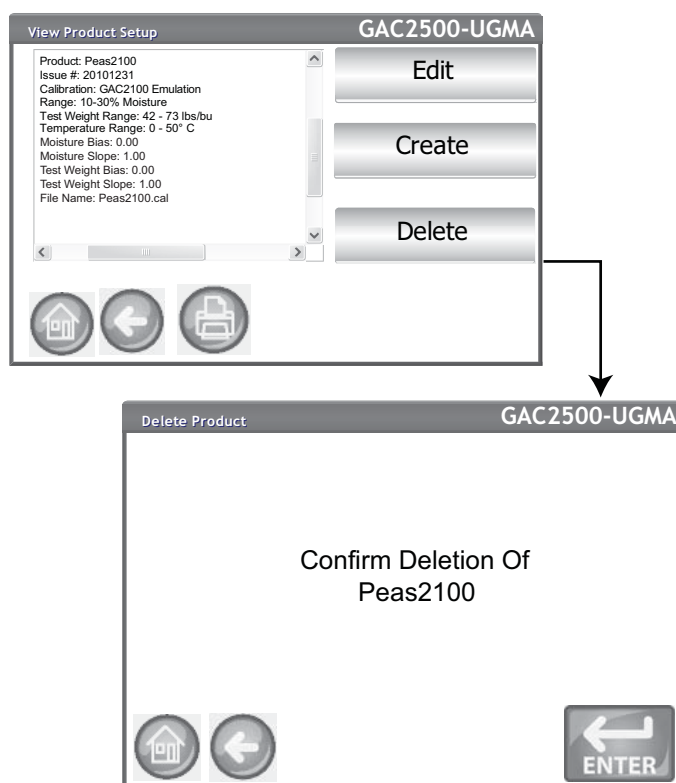 View Product Setup
GAC2500-UGMA
Product: Peas2100
Issue #: 20101231
Calibration: GAC2100 Emulation
Range: 10-30% Moisture
Test Weight Range: 42 - 73 lbs/bu
Temperature Range: 0 - 50° C
Moisture Bias: 0.00
Moisture Slope: 1.00
Test Weight Bias: 0.00
Test Weight Slope: 1.00
File Name: Peas2100.cal
Edit
Create
Delete
Delete Product
GAC2500-UGMA
Confirm Deletion Of
Peas2100
ENTER